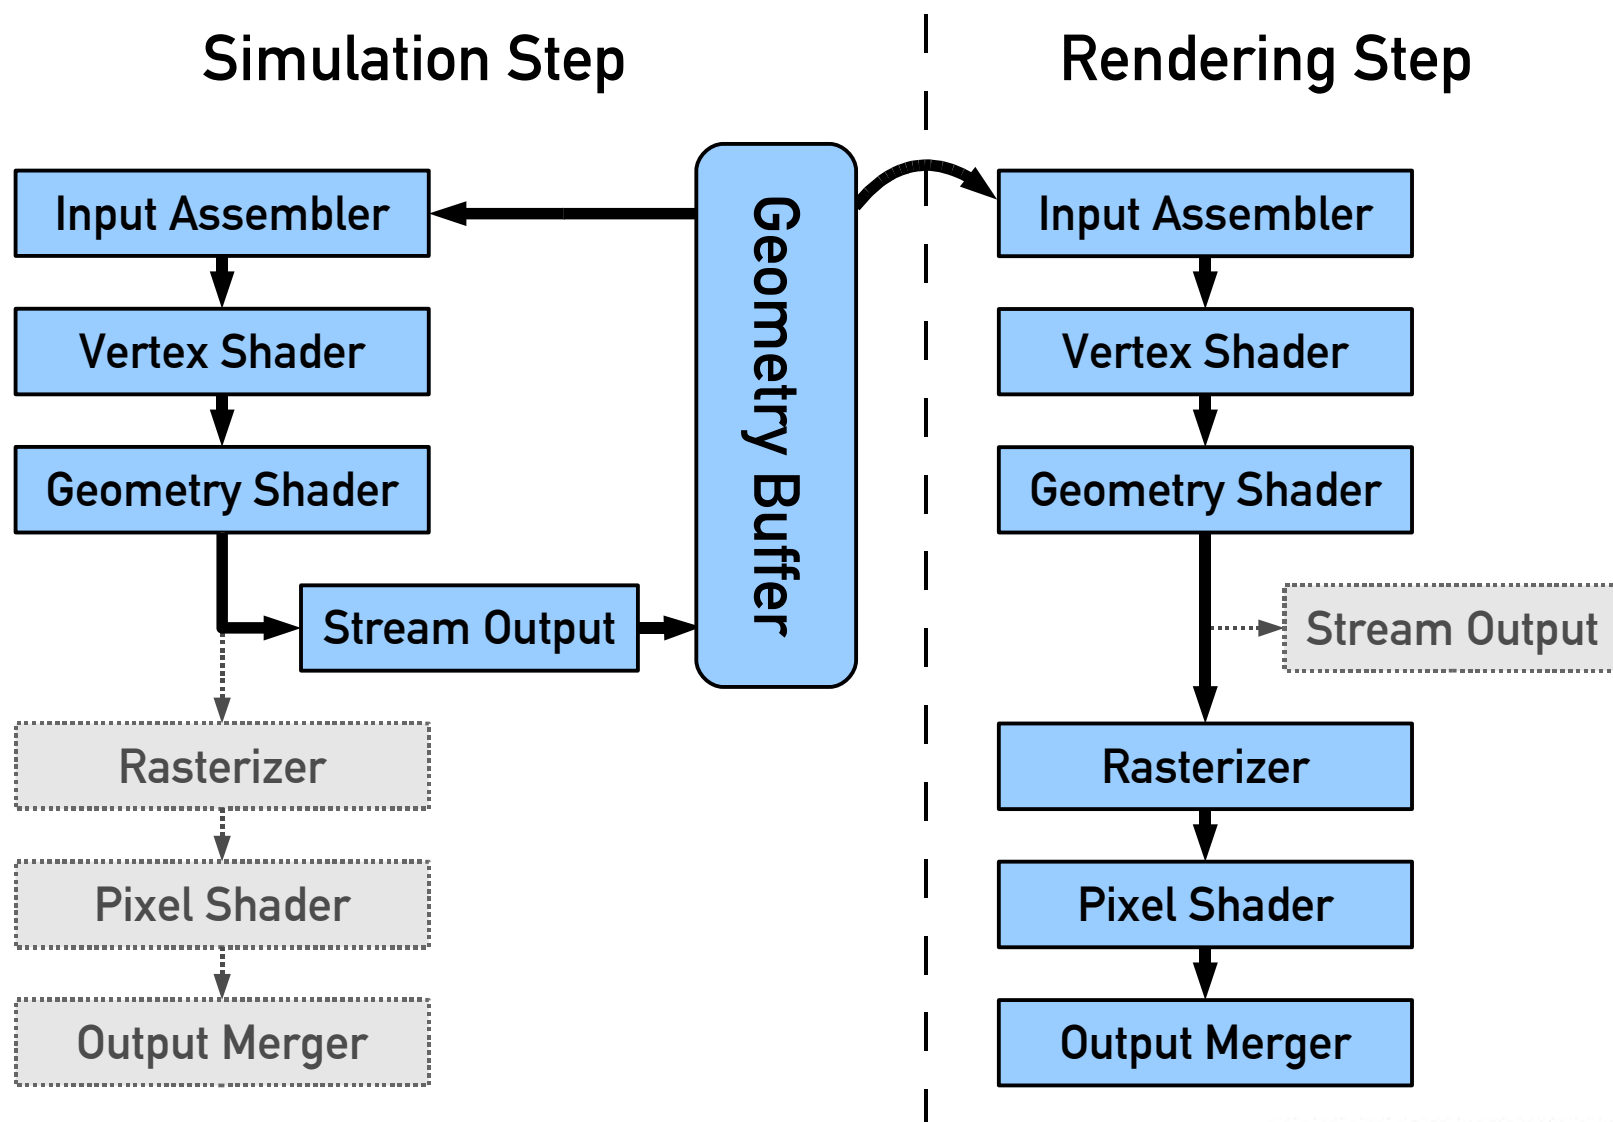 Simulation Step
Rendering Step
Input Assembler
Vertex Shader
Geometry Shader
Stream Output
Rasterizer
Pixel Shader
Output Merger
Geometry Buffer
Input Assembler
Vertex Shader
Geometry Shader
Stream Output
Rasterizer
Pixel Shader
Output Merger